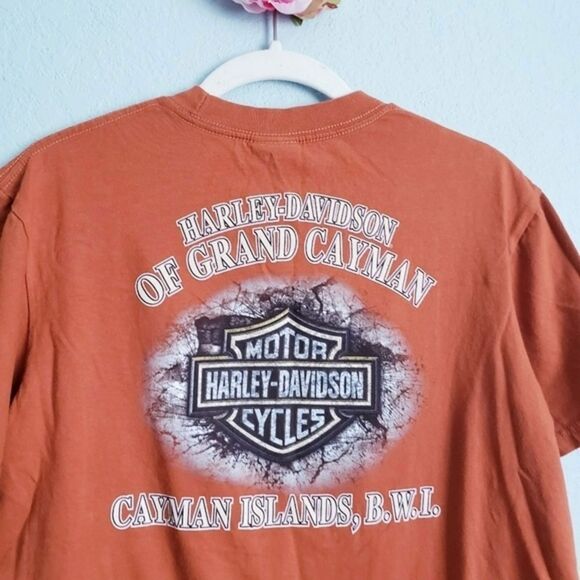 HARLEY-DAVIDSON
OF GRAND CAYMAN
MOTOR
HARLEY-DAVIDSON
CYCLES
CAYMAN ISLANDS, B.W.I.